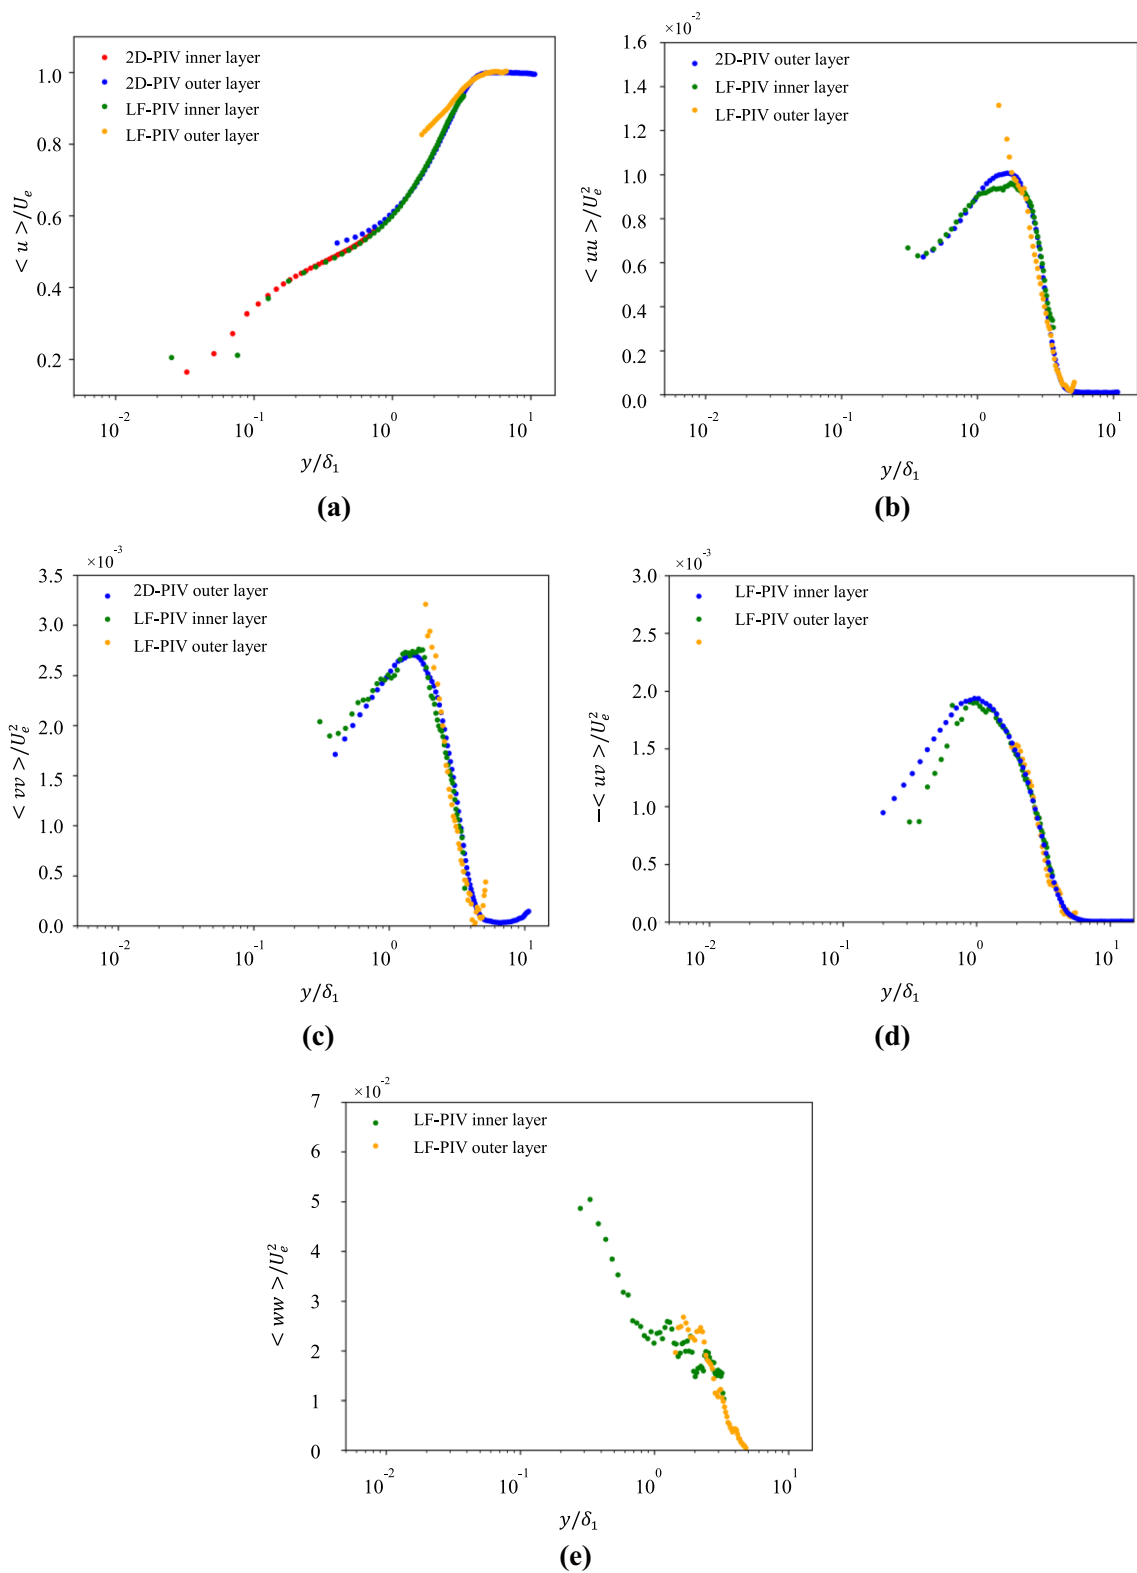 2D-PIV inner layer
2D-PIV outer layer
LF-PIV inner layer
LF-PIV outer layer
1.0
0.8
0.6
0.4
0.2
< u >/U_e
10^-2
10^-1
10^0
10^1
y/δ_1
(a)
×10^-2
1.6
1.4
1.2
1.0
0.8
0.6
0.4
0.2
0.0
2D-PIV outer layer
LF-PIV inner layer
LF-PIV outer layer
< uu >/U_e^2
10^-2
10^-1
10^0
10^1
y/δ_1
(b)
×10^-3
3.5
3.0
2.5
2.0
1.5
1.0
0.5
0.0
2D-PIV outer layer
LF-PIV inner layer
LF-PIV outer layer
< vv >/U_e^2
10^-2
10^-1
10^0
10^1
y/δ_1
(c)
×10^-3
3.0
2.5
2.0
1.5
1.0
0.5
0.0
LF-PIV inner layer
LF-PIV outer layer
−< uv >/U_e^2
10^-2
10^-1
10^0
10^1
y/δ_1
(d)
×10^-2
7
6
5
4
3
2
1
0
LF-PIV inner layer
LF-PIV outer layer
< ww >/U_e^2
10^-2
10^-1
10^0
10^1
y/δ_1
(e)